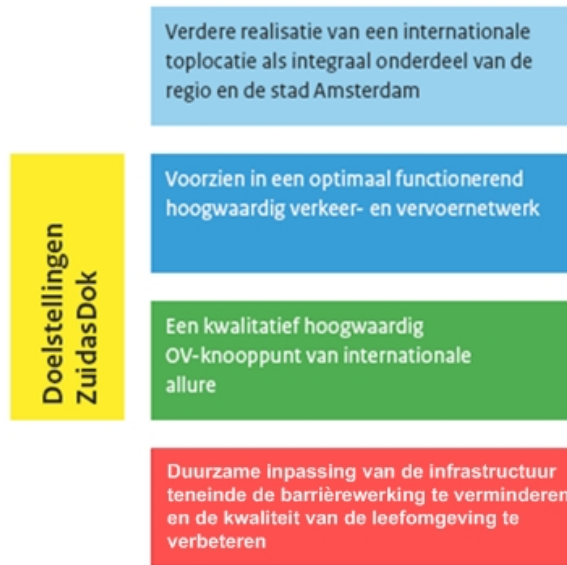 Verdere realisatie van een internationale
toplocatie als integraal onderdeel van de
regio en de stad Amsterdam
Doelstellingen
ZuidasDok
Voorzien in een optimaal functionerend
hoogwaardig verkeer- en vervoernetwerk
Een kwalitatief hoogwaardig
OV-knooppunt van internationale
allure
Duurzame inpassing van de infrastructuur
teneinde de barrièrewerking te verminderen
en de kwaliteit van de leefomgeving te
verbeteren